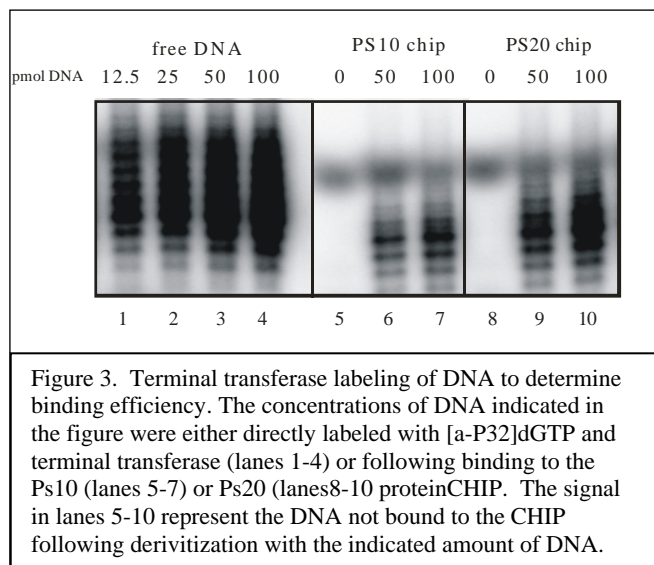 free DNA PS10 chip PS20 chip
pmol DNA 12.5 25 50 100 0 50 100 0 50 100
1 2 3 4 5 6 7 8 9 10
Figure 3. Terminal transferase labeling of DNA to determine
binding efficiency. The concentrations of DNA indicated in
the figure were either directly labeled with [a-P32]dGTP and
terminal transferase (lanes 1-4) or following binding to the
Ps10 (lanes 5-7) or Ps20 (lanes8-10 proteinCHIP. The signal
in lanes 5-10 represent the DNA not bound to the CHIP
following derivitization with the indicated amount of DNA.